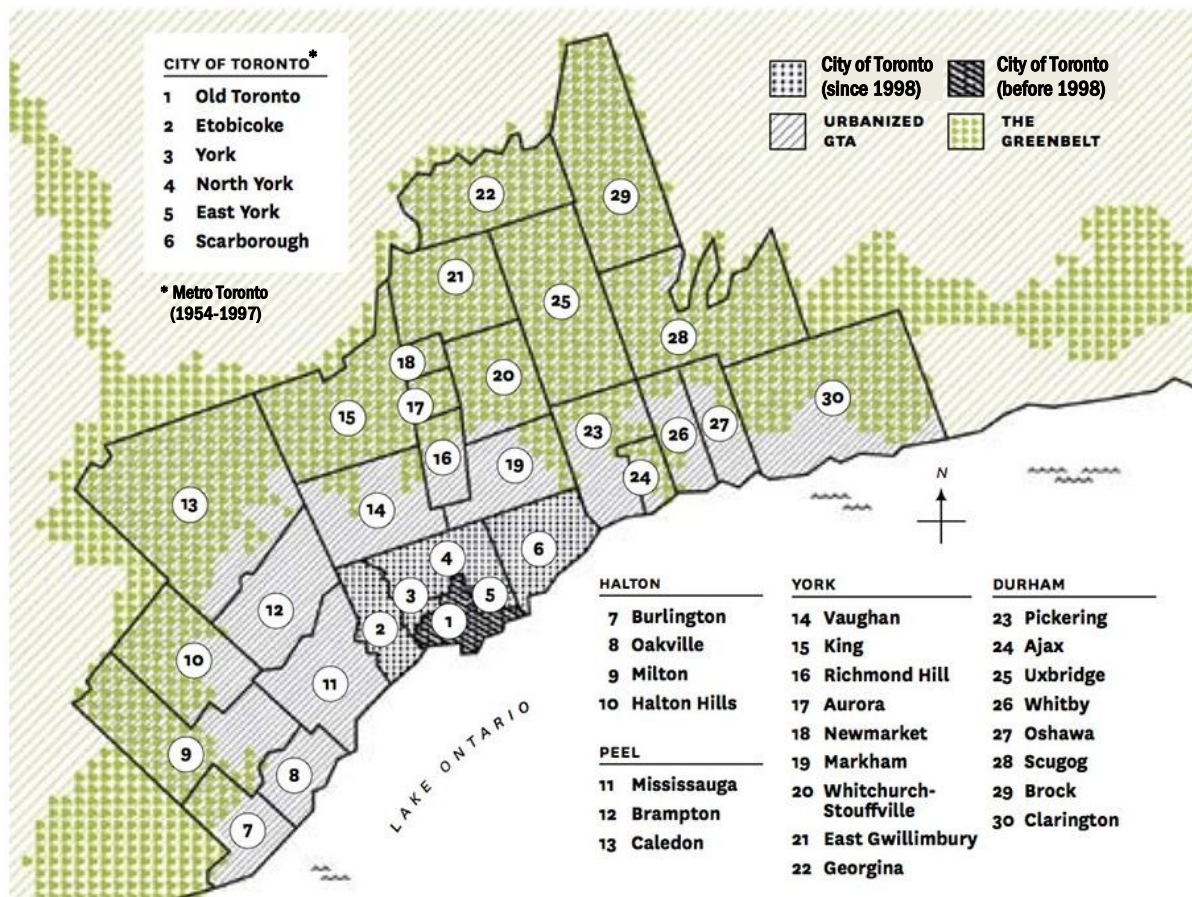 CITY OF TORONTO*
1 Old Toronto
2 Etobicoke
3 York
4 North York
5 East York
6 Scarborough
* Metro Toronto
(1954-1997)
City of Toronto
(since 1998)
City of Toronto
(before 1998)
URBANIZED
GTA
THE
GREENBELT
22
29
21
25
28
18
20
17
30
15
23
26
27
16
19
24
13
14
4
6
12
3
5
2
1
10
11
9
8
7
N
LAKE ONTARIO
HALTON
7 Burlington
8 Oakville
9 Milton
10 Halton Hills
PEEL
11 Mississauga
12 Brampton
13 Caledon
YORK
14 Vaughan
15 King
16 Richmond Hill
17 Aurora
18 Newmarket
19 Markham
20 Whitchurch-
Stouffville
21 East Gwillimbury
22 Georgina
DURHAM
23 Pickering
24 Ajax
25 Uxbridge
26 Whitby
27 Oshawa
28 Scugog
29 Brock
30 Clarington